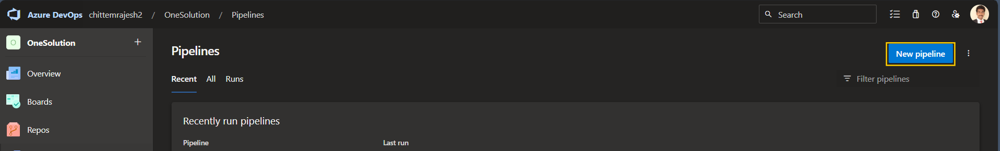 Azure DevOps chittemrajesh2 / OneSolution / Pipelines Search
O OneSolution
Overview
Boards
Repos
Pipelines
New pipeline
Recent All Runs
Filter pipelines
Recently run pipelines
Pipeline Last run